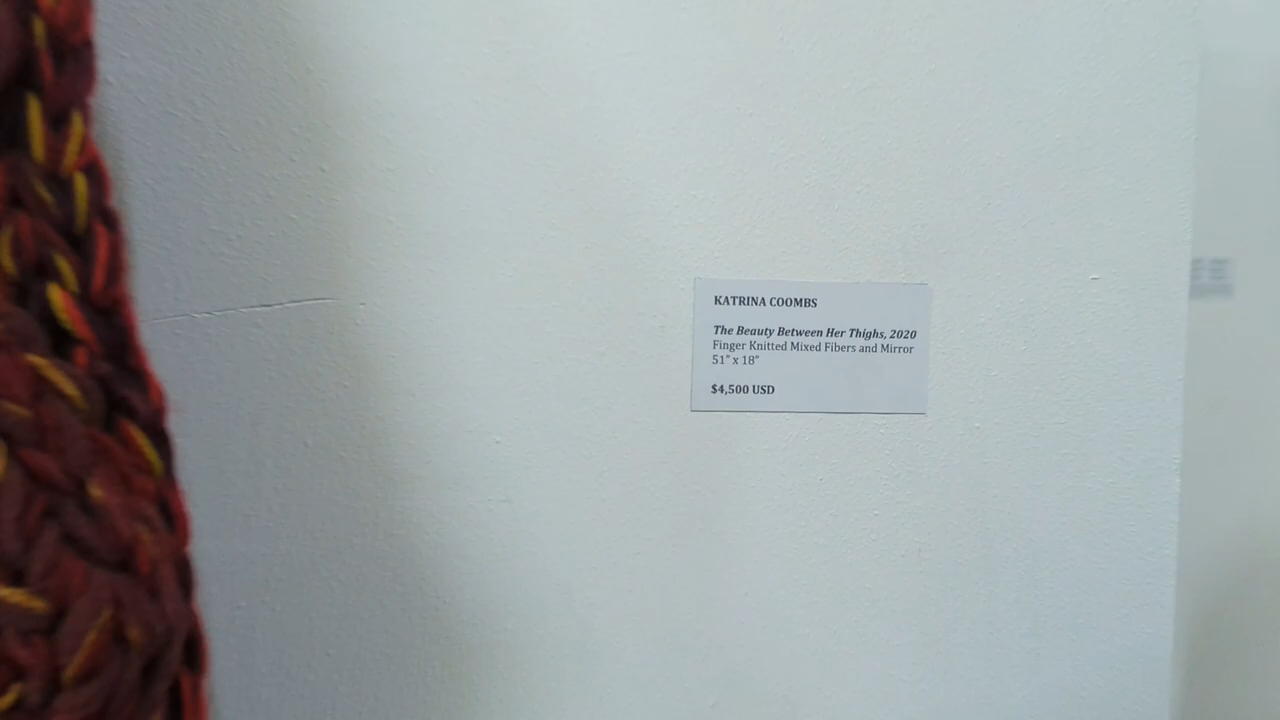 KATRINA COOMBS
The Beauty Between Her Thighs, 2020
Finger Knitted Mixed Fibers and Mirror
51" x 18"
$4,500 USD